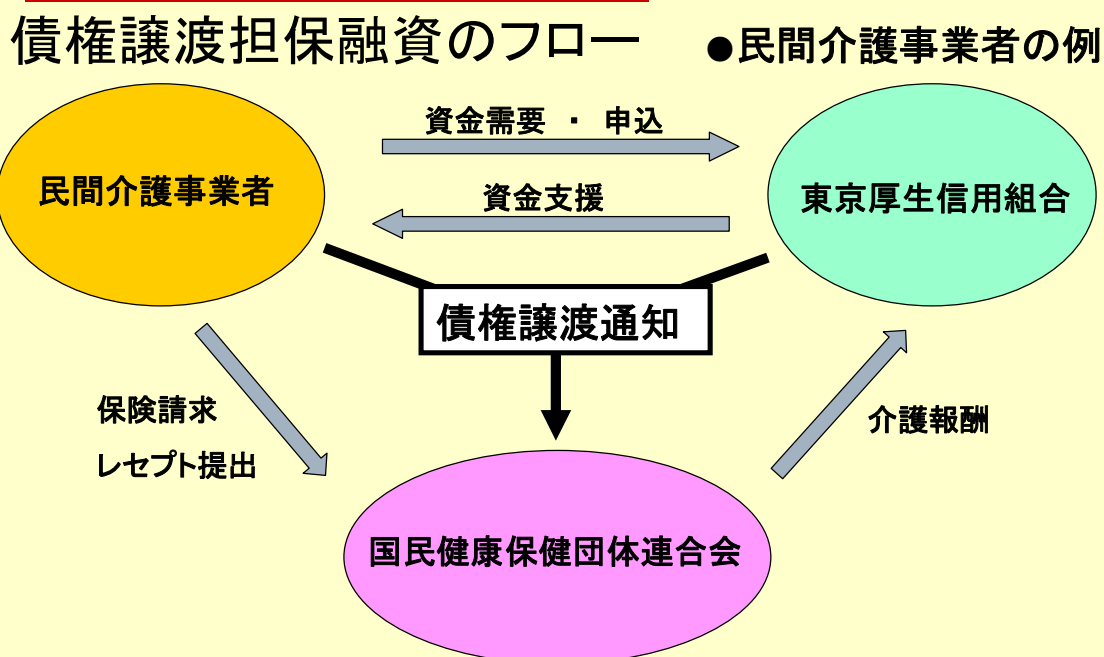 債権譲渡担保融資のフロー ●民間介護事業者の例
資金需要 ・ 申込
民間介護事業者
資金支援
東京厚生信用組合
債権譲渡通知
保険請求
レセプト提出
介護報酬
国民健康保健団体連合会